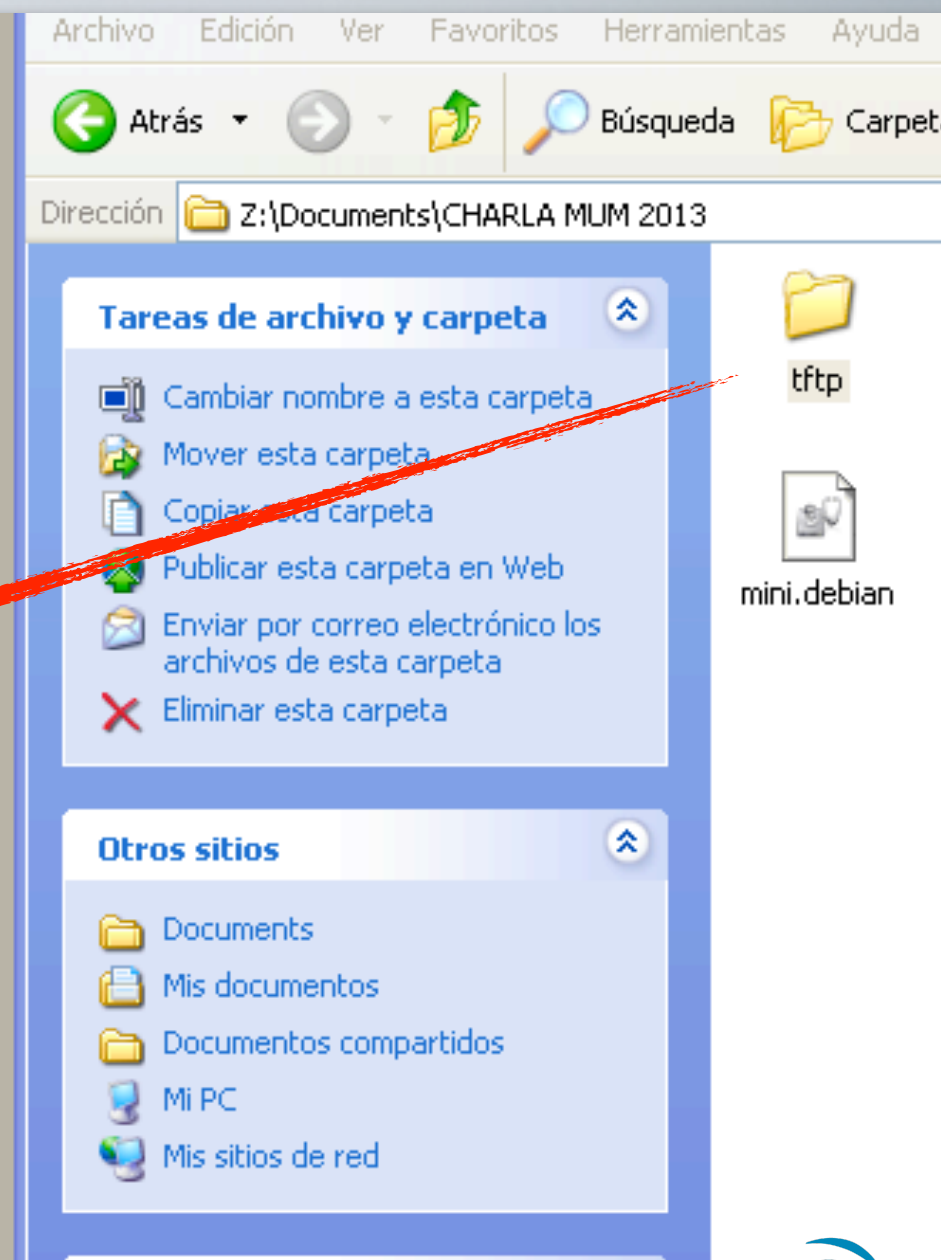 Archivo Edición Ver Favoritos Herramientas Ayuda
Atrás Búsqueda
Dirección Z:\Documents\CHARLA MUM 2013
Tareas de archivo y carpeta
Cambiar nombre a esta carpeta
Mover esta carpeta
Copiar esta carpeta
Publicar esta carpeta en Web
Enviar por correo electrónico los
archivos de esta carpeta
Eliminar esta carpeta
Otros sitios
Documents
Mis documentos
Documentos compartidos
Mi PC
Mis sitios de red
tftp
mini.debian